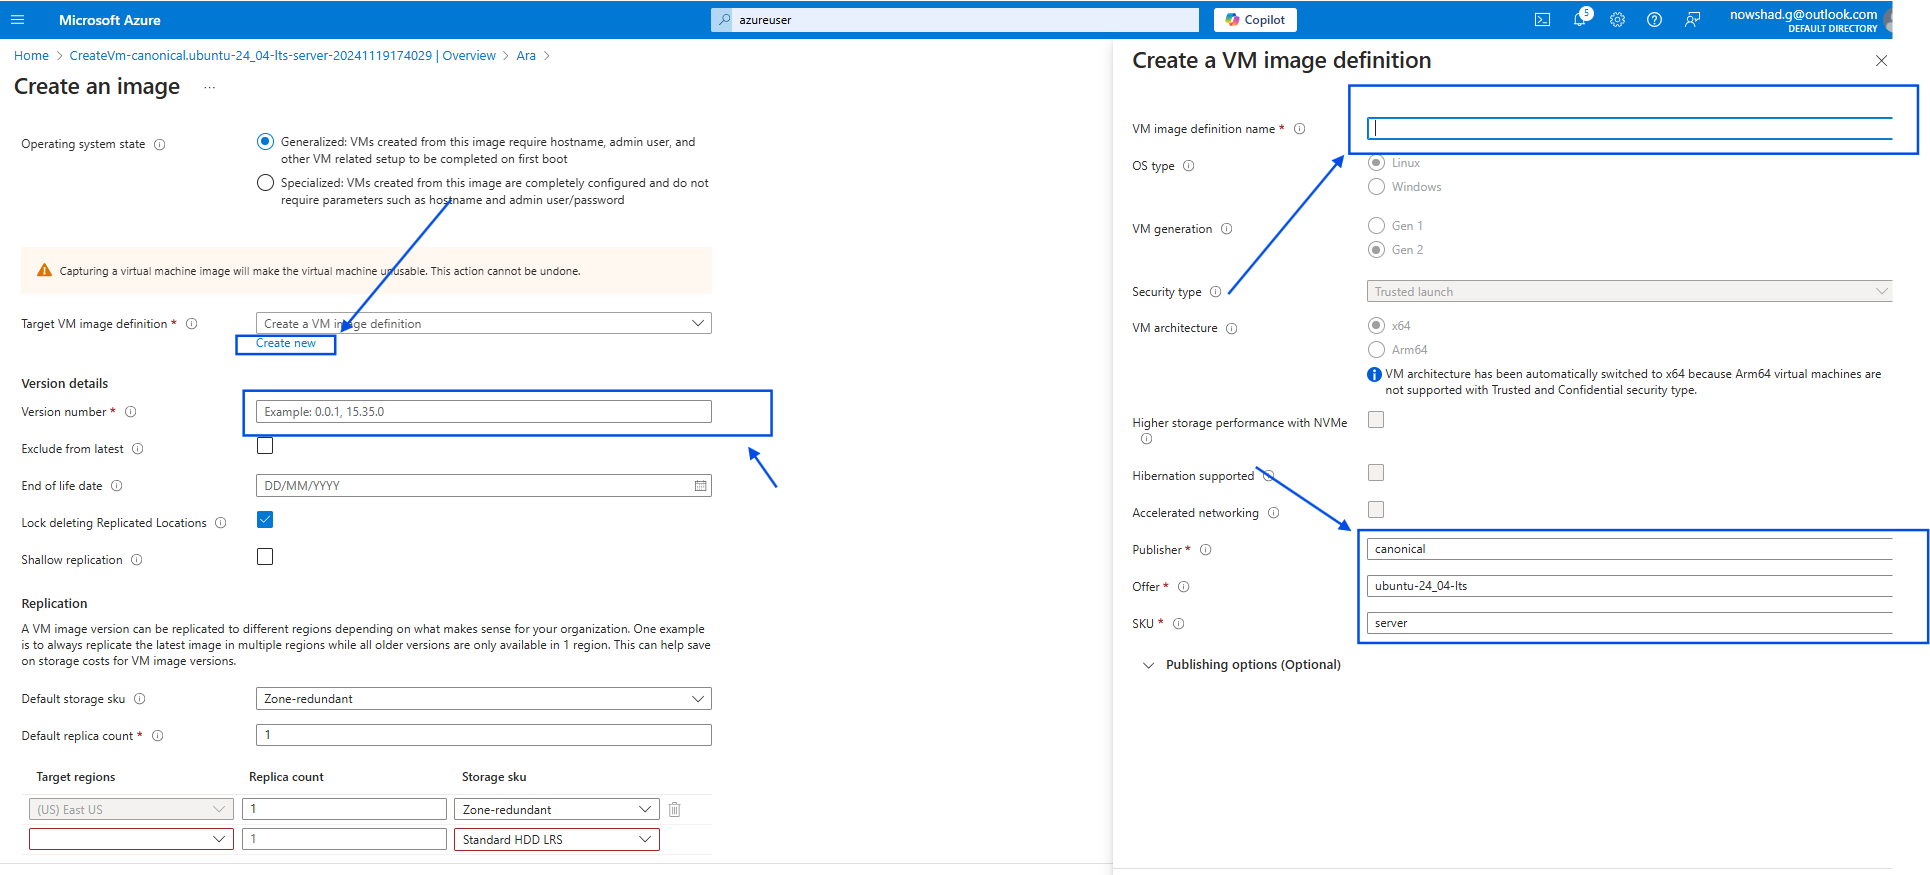 Microsoft Azure
azureuser
Copilot
5
nowshad.g@outlook.com
DEFAULT DIRECTORY
Home > CreateVm-canonical.ubuntu-24_04-lts-server-20241119174029 | Overview > Ara >
Create an image ...
Operating system state
Generalized: VMs created from this image require hostname, admin user, and
other VM related setup to be completed on first boot
Specialized: VMs created from this image are completely configured and do not
require parameters such as hostname and admin user/password
Capturing a virtual machine image will make the virtual machine unusable. This action cannot be undone.
Target VM image definition *
Create a VM image definition
Create new
Version details
Version number *
Example: 0.0.1, 15.35.0
Exclude from latest
End of life date
DD/MM/YYYY
Lock deleting Replicated Locations
Shallow replication
Replication
A VM image version can be replicated to different regions depending on what makes sense for your organization. One example
is to always replicate the latest image in multiple regions while all older versions are only available in 1 region. This can help save
on storage costs for VM image versions.
Default storage sku
Zone-redundant
Default replica count *
1
Target regions
Replica count
Storage sku
(US) East US
1
Zone-redundant
1
Standard HDD LRS
Create a VM image definition
VM image definition name *
OS type
Linux
Windows
VM generation
Gen 1
Gen 2
Security type
Trusted launch
VM architecture
x64
Arm64
VM architecture has been automatically switched to x64 because Arm64 virtual machines are
not supported with Trusted and Confidential security type.
Higher storage performance with NVMe
Hibernation supported
Accelerated networking
Publisher *
canonical
Offer *
ubuntu-24_04-lts
SKU *
server
Publishing options (Optional)